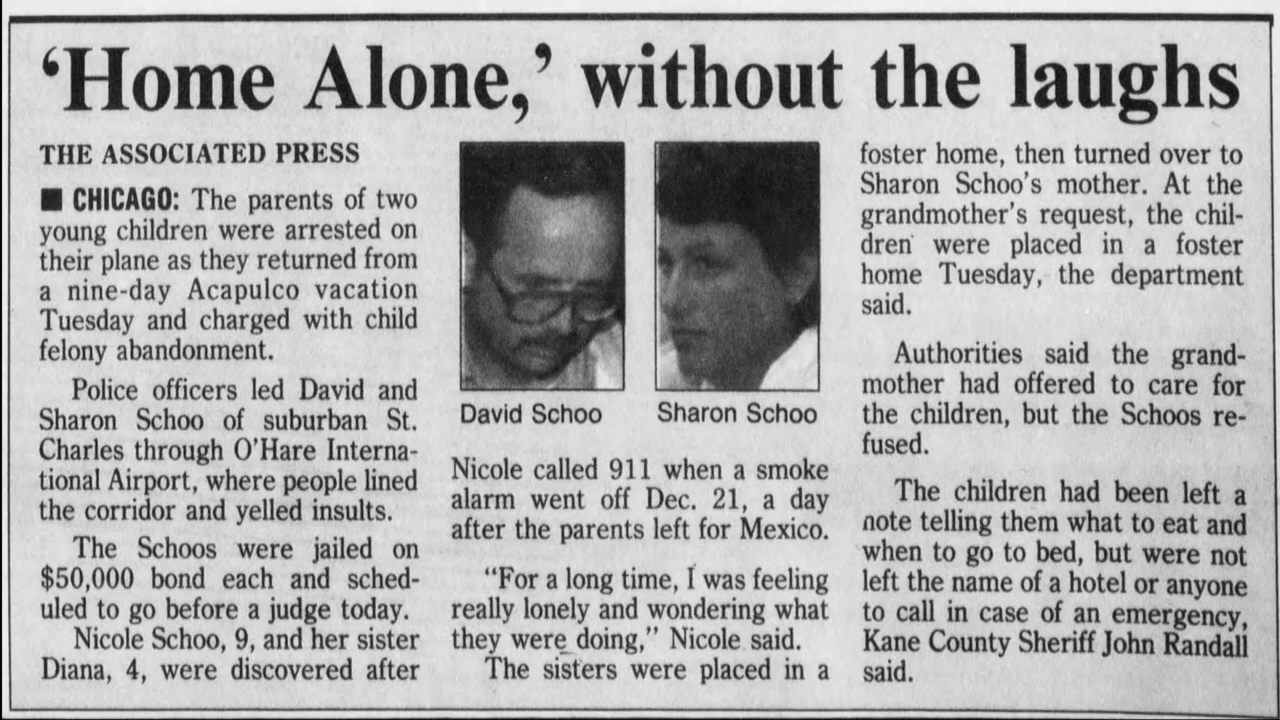 ‘Home Alone,’ without the laughs
THE ASSOCIATED PRESS
■ CHICAGO: The parents of two
young children were arrested on
their plane as they returned from
a nine-day Acapulco vacation
Tuesday and charged with child
felony abandonment.
Police officers led David and
Sharon Schoo of suburban St.
Charles through O’Hare Interna-
tional Airport, where people lined
the corridor and yelled insults.
The Schoos were jailed on
$50,000 bond each and sched-
uled to go before a judge today.
Nicole Schoo, 9, and her sister
Diana, 4, were discovered after
David Schoo
Sharon Schoo
Nicole called 911 when a smoke
alarm went off Dec. 21, a day
after the parents left for Mexico.
“For a long time, I was feeling
really lonely and wondering what
they were doing,” Nicole said.
The sisters were placed in a
foster home, then turned over to
Sharon Schoo’s mother. At the
grandmother’s request, the chil-
dren were placed in a foster
home Tuesday, the department
said.
Authorities said the grand-
mother had offered to care for
the children, but the Schoos re-
fused.
The children had been left a
note telling them what to eat and
when to go to bed, but were not
left the name of a hotel or anyone
to call in case of an emergency,
Kane County Sheriff John Randall
said.